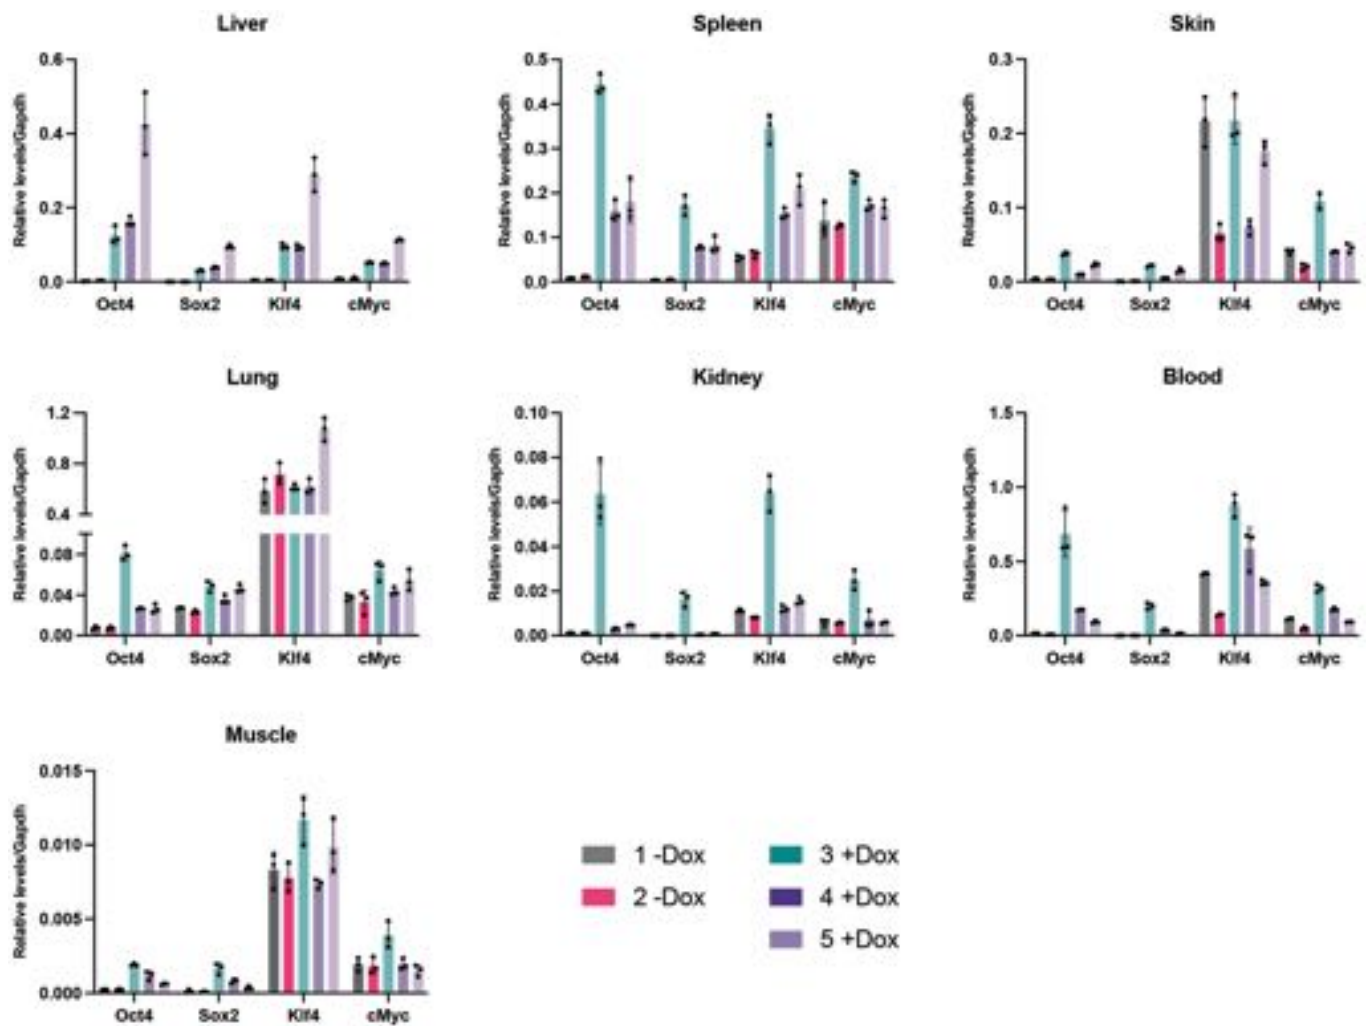 Liver
Relative levels/Gapdh
0.6
0.4
0.2
0.0
Oct4 Sox2 Klf4 cMyc
Spleen
Relative levels/Gapdh
0.5
0.4
0.3
0.2
0.1
0.0
Oct4 Sox2 Klf4 cMyc
Skin
Relative levels/Gapdh
0.3
0.2
0.1
0.0
Oct4 Sox2 Klf4 cMyc
Lung
Relative levels/Gapdh
1.2
0.8
0.4
0.08
0.04
0.00
Oct4 Sox2 Klf4 cMyc
Kidney
Relative levels/Gapdh
0.10
0.08
0.06
0.04
0.02
0.00
Oct4 Sox2 Klf4 cMyc
Blood
Relative levels/Gapdh
1.5
1.0
0.5
0.0
Oct4 Sox2 Klf4 cMyc
Muscle
Relative levels/Gapdh
0.015
0.010
0.005
0.000
Oct4 Sox2 Klf4 cMyc
1 -Dox
2 -Dox
3 +Dox
4 +Dox
5 +Dox